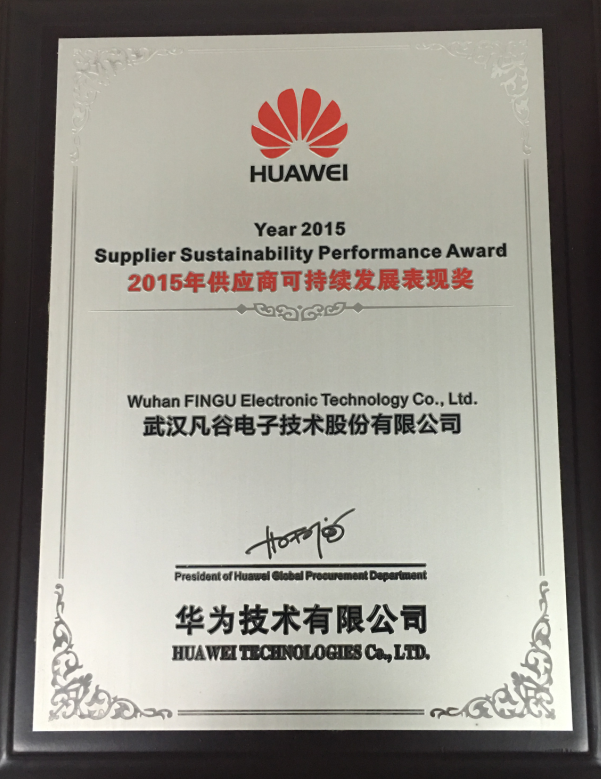 HUAWEI
Year 2015
Supplier Sustainability Performance Award
2015年供应商可持续发展表现奖
Wuhan FINGU Electronic Technology Co., Ltd.
武汉凡谷电子技术股份有限公司
President of Huawei Global Procurement Department
华为技术有限公司
HUAWEI TECHNOLOGIES Co., LTD.